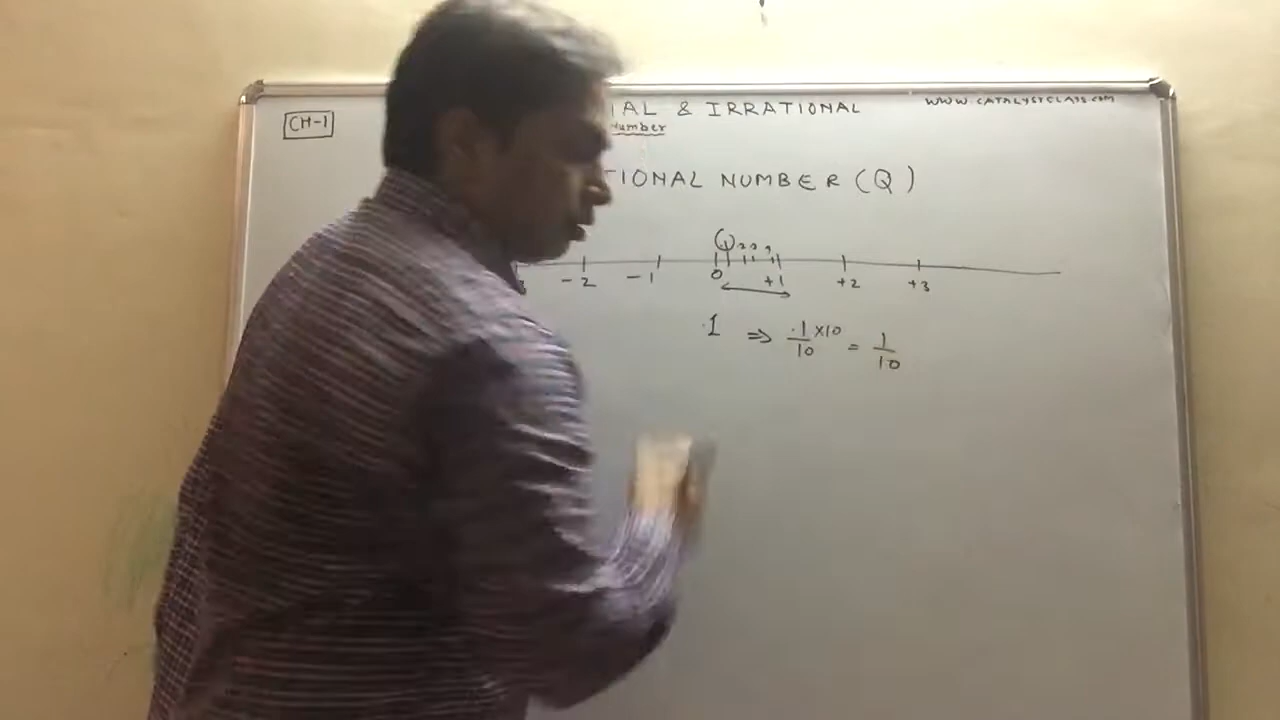 CH-1
IAL & IRRATIONAL
WWW.CATALYSTCLASS.COM
Number
TIONAL NUMBER (Q)
-2 -1 0 +1 +2 +3
.1 ⇒ .1×10/10 = 1/10